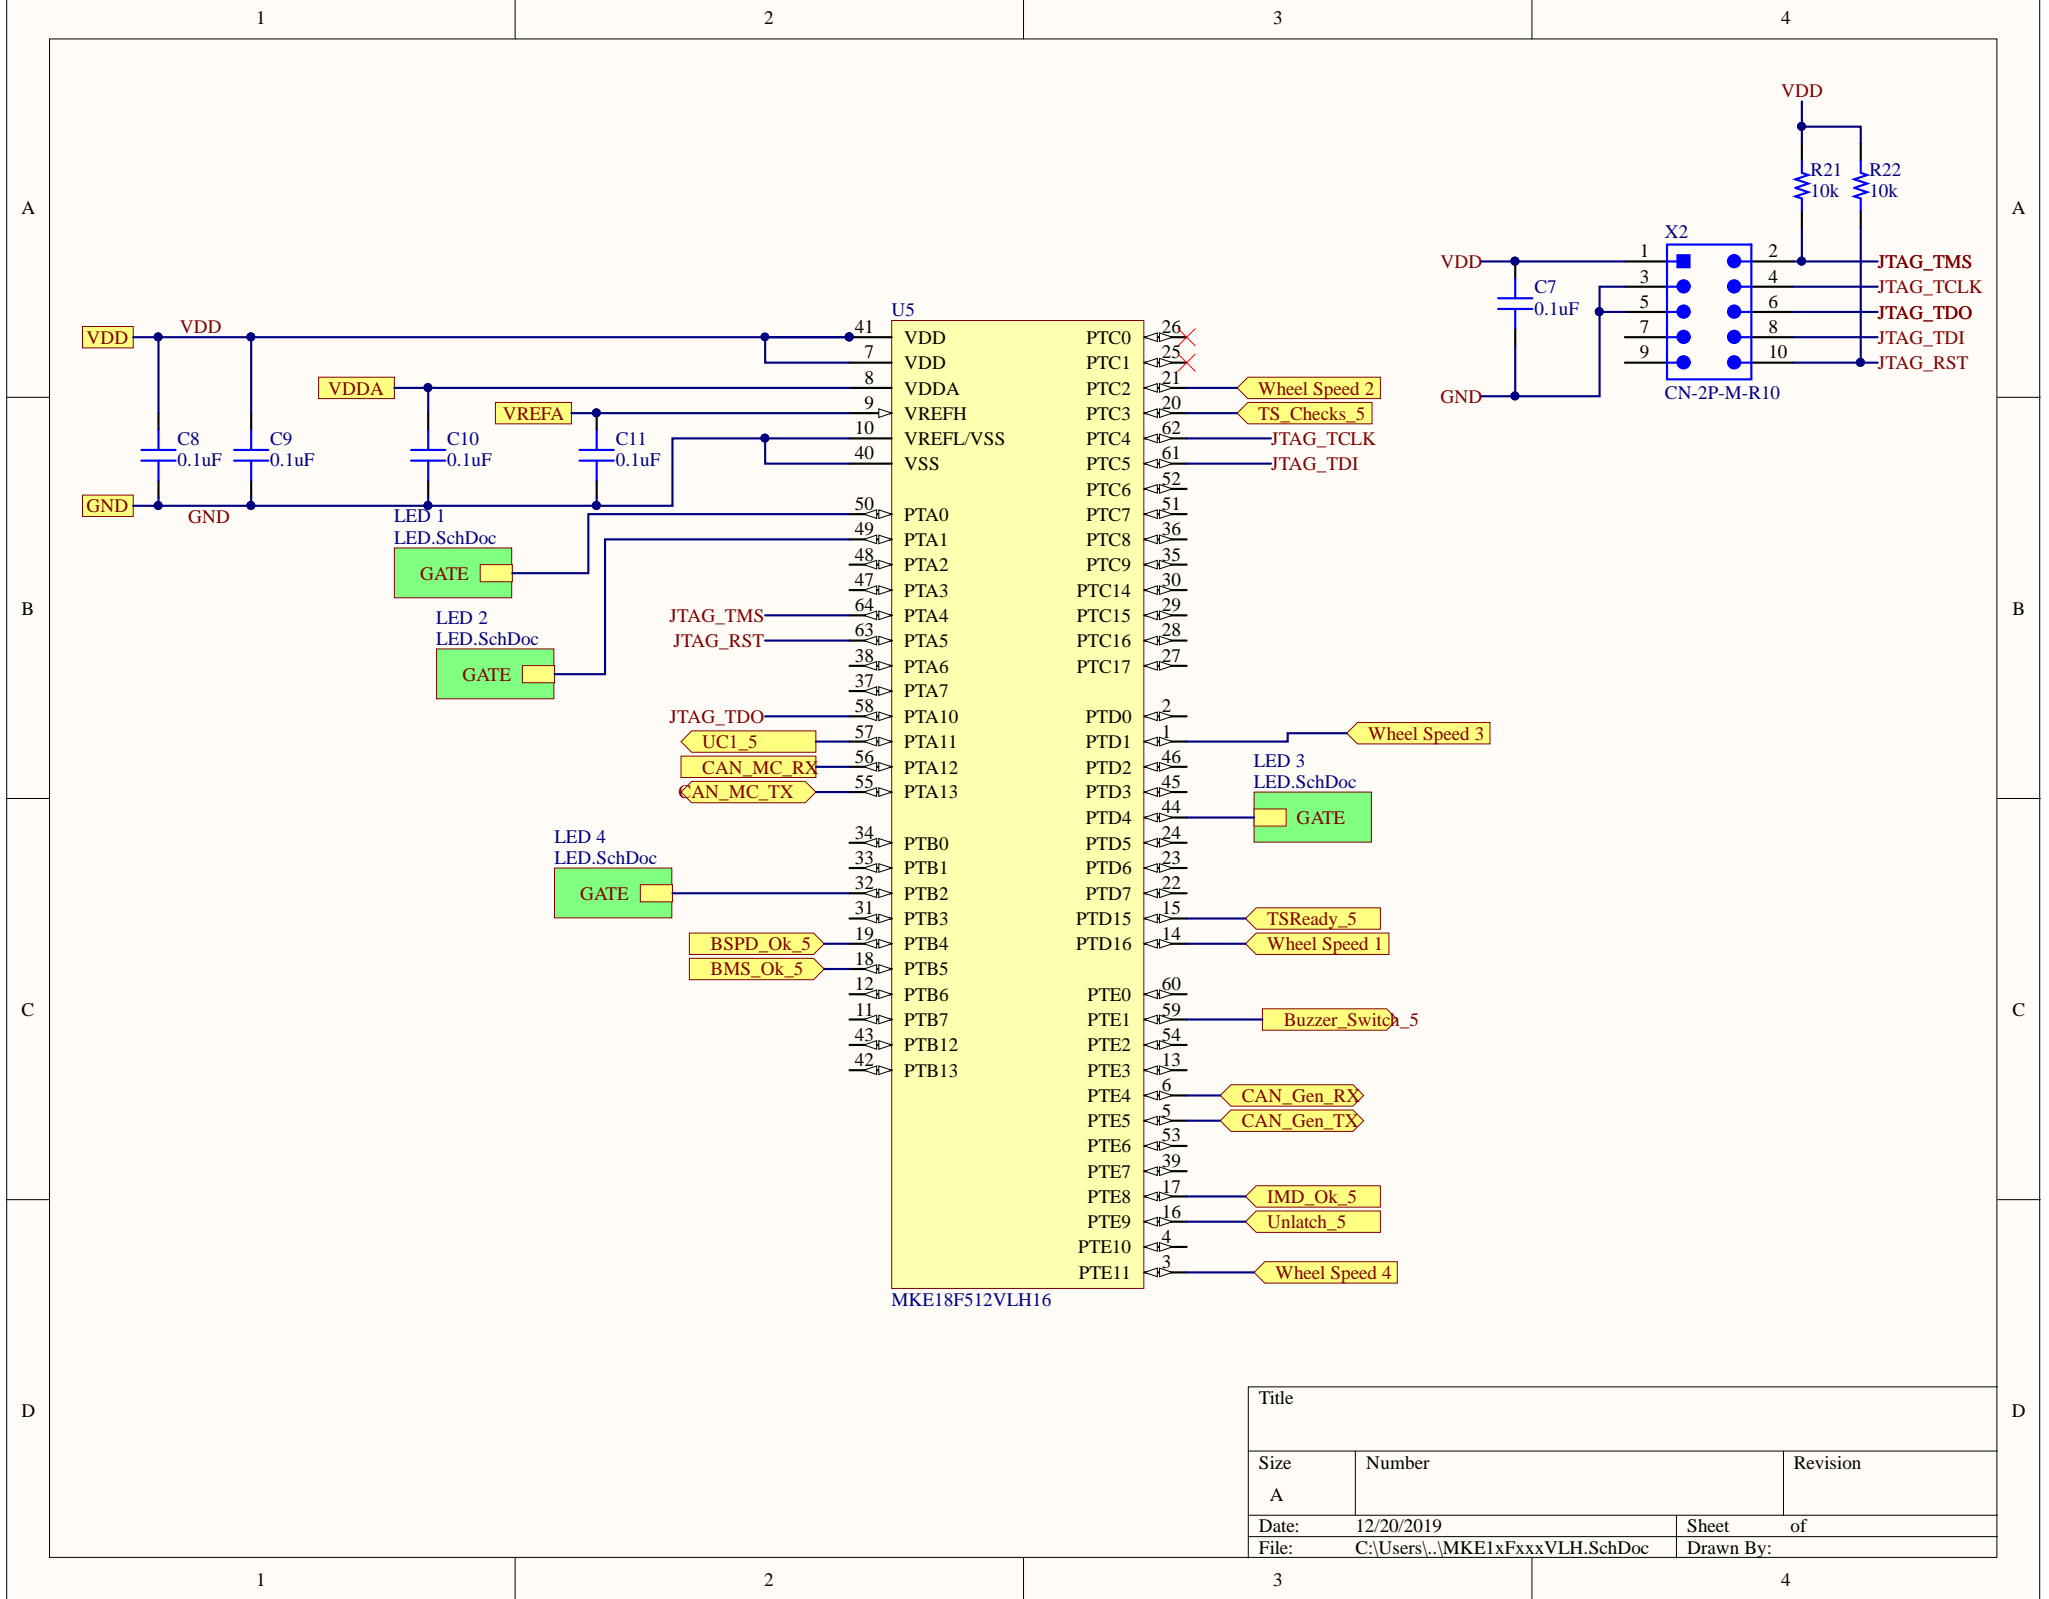 1 2 3 4
A
B
C
D
A
B
C
D
VDD
R21
10k
R22
10k
X2
VDD
GND
C7
0.1uF
1 2 JTAG_TMS
3 4 JTAG_TCLK
5 6 JTAG_TDO
7 8 JTAG_TDI
9 10 JTAG_RST
CN-2P-M-R10
VDD VDD
VDDA
VREFA
C8
0.1uF
C9
0.1uF
C10
0.1uF
C11
0.1uF
GND GND
LED 1
LED.SchDoc
GATE
LED 2
LED.SchDoc
GATE
LED 4
LED.SchDoc
GATE
U5
41 VDD
7 VDD
8 VDDA
9 VREFH
10 VREFL/VSS
40 VSS
50 PTA0
49 PTA1
48 PTA2
47 PTA3
JTAG_TMS 64 PTA4
JTAG_RST 63 PTA5
38 PTA6
37 PTA7
JTAG_TDO 58 PTA10
UC1_5 57 PTA11
CAN_MC_RX 56 PTA12
CAN_MC_TX 55 PTA13
34 PTB0
33 PTB1
32 PTB2
31 PTB3
BSPD_Ok_5 19 PTB4
BMS_Ok_5 18 PTB5
12 PTB6
11 PTB7
43 PTB12
42 PTB13
PTC0 26
PTC1 25
PTC2 21 Wheel Speed 2
PTC3 20 TS_Checks_5
PTC4 62 JTAG_TCLK
PTC5 61 JTAG_TDI
PTC6 52
PTC7 51
PTC8 36
PTC9 35
PTC14 30
PTC15 29
PTC16 28
PTC17 27
PTD0 2
PTD1 1 Wheel Speed 3
PTD2 46
PTD3 45
PTD4 44
LED 3
LED.SchDoc
GATE
PTD5 24
PTD6 23
PTD7 22
PTD15 15 TSReady_5
PTD16 14 Wheel Speed 1
PTE0 60
PTE1 59 Buzzer_Switch_5
PTE2 54
PTE3 13
PTE4 6 CAN_Gen_RX
PTE5 5 CAN_Gen_TX
PTE6 53
PTE7 39
PTE8 17 IMD_Ok_5
PTE9 16 Unlatch_5
PTE10 4
PTE11 3 Wheel Speed 4
MKE18F512VLH16
Title
Size Number Revision
A
Date: 12/20/2019 Sheet of
File: C:\Users\..\MKE1xFxxxVLH.SchDoc Drawn By:
1 2 3 4